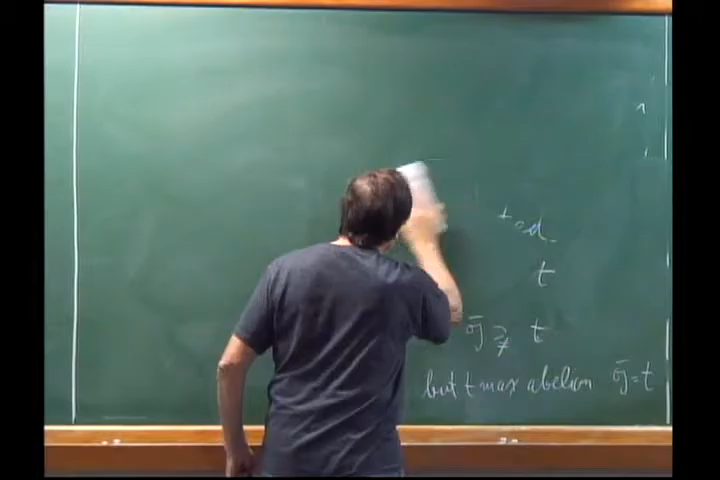 t
g̅ ⪈ t
but t max abelian g̅ = t